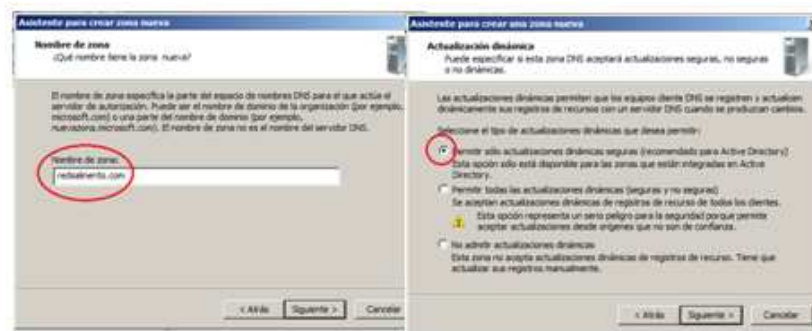 Asistente para crear zona nueva
Nombre de zona
¿Qué nombre tiene la zona nueva?
El nombre de zona especifica la parte del espacio de nombres DNS para el que actúa el
servidor de autorización. Puede ser el nombre de dominio de la organización (por ejemplo,
microsoft.com) o una parte del nombre de dominio (por ejemplo,
nuevazona.microsoft.com). El nombre de zona no es el nombre del servidor DNS.
Nombre de zona:
< Atrás
Siguiente >
Cancelar
Asistente para crear una zona nueva
Actualización dinámica
Puede especificar si esta zona DNS aceptará actualizaciones seguras, no seguras
o no dinámicas.
Las actualizaciones dinámicas permiten que los equipos cliente DNS se registren y actualicen
dinámicamente sus registros de recursos con un servidor DNS cuando se produzcan cambios.
Seleccione el tipo de actualizaciones dinámicas que desea permitir:
Permitir sólo actualizaciones dinámicas seguras (recomendado para Active Directory)
Esta opción sólo está disponible para las zonas que están integradas en Active
Directory.
Permitir todas las actualizaciones dinámicas (seguras y no seguras)
Se aceptan actualizaciones dinámicas de registros de recurso de todos los clientes.
Esta opción representa un serio peligro para la seguridad porque permite
aceptar actualizaciones desde orígenes que no son de confianza.
No admitir actualizaciones dinámicas
Esta zona no acepta actualizaciones dinámicas de registros de recurso. Tiene que
actualizar sus registros manualmente.
< Atrás
Siguiente >
Cancelar